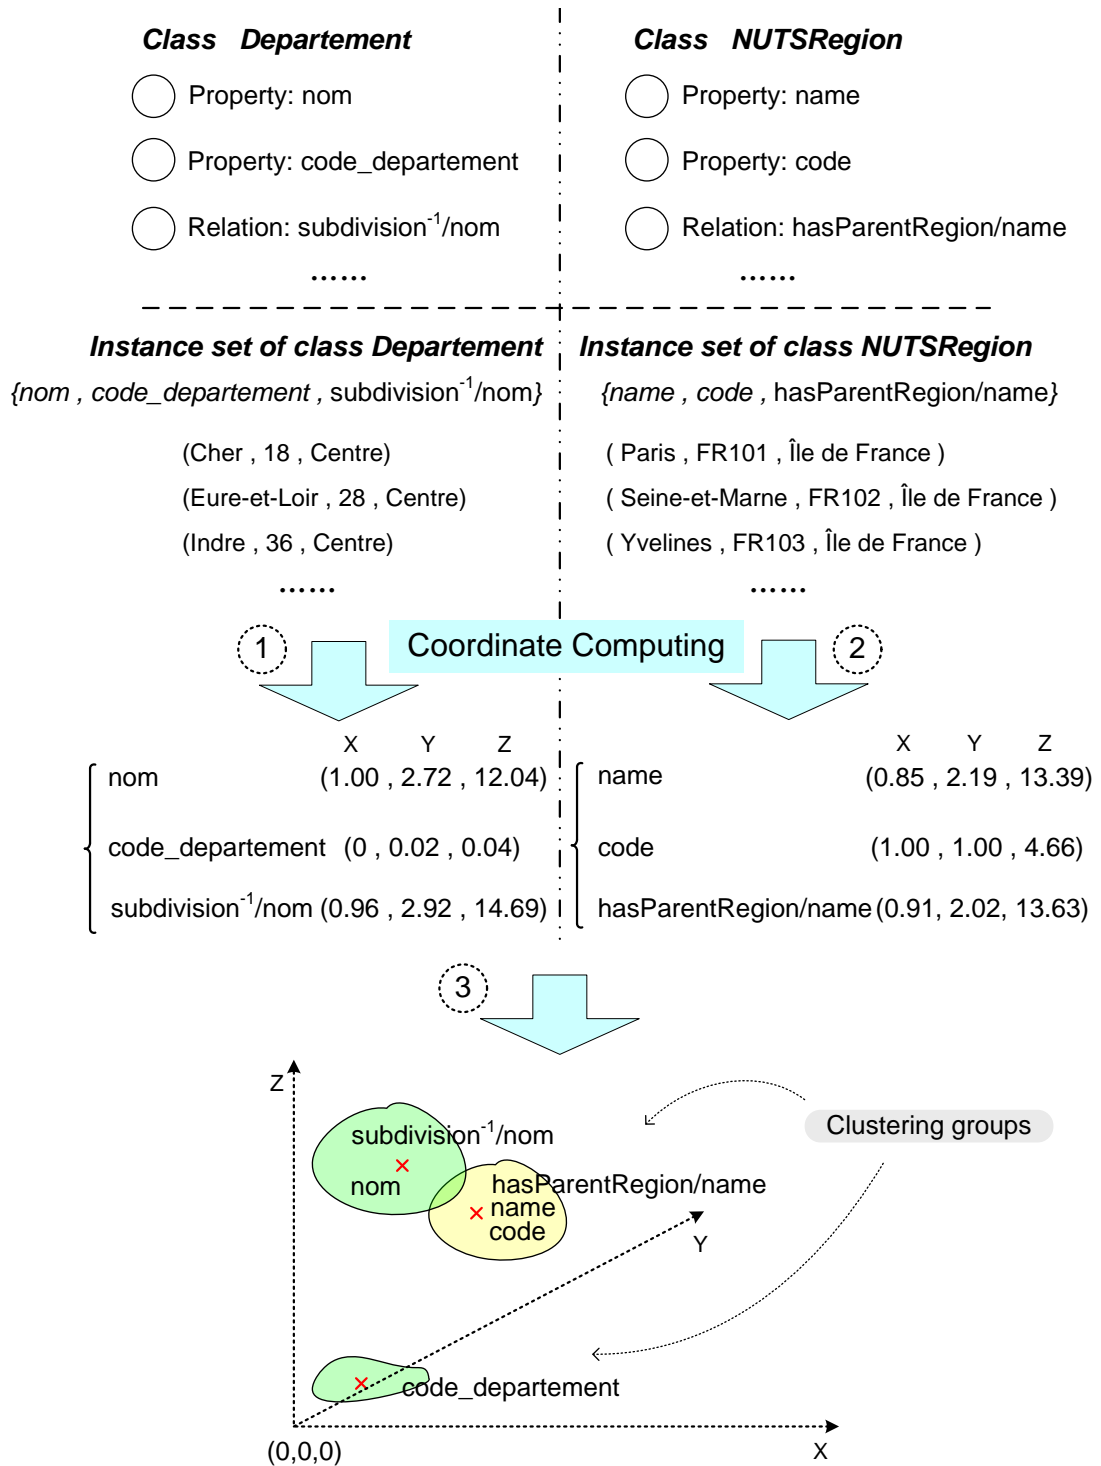 Class Departement
Property: nom
Property: code_departement
Relation: subdivision⁻¹/nom
......
Class NUTSRegion
Property: name
Property: code
Relation: hasParentRegion/name
......
Instance set of class Departement
{nom , code_departement , subdivision⁻¹/nom}
(Cher , 18 , Centre)
(Eure-et-Loir , 28 , Centre)
(Indre , 36 , Centre)
......
Instance set of class NUTSRegion
{name , code , hasParentRegion/name}
( Paris , FR101 , Île de France )
( Seine-et-Marne , FR102 , Île de France )
( Yvelines , FR103 , Île de France )
......
1
Coordinate Computing
2
X Y Z
nom (1.00 , 2.72 , 12.04)
code_departement (0 , 0.02 , 0.04)
subdivision⁻¹/nom (0.96 , 2.92 , 14.69)
X Y Z
name (0.85 , 2.19 , 13.39)
code (1.00 , 1.00 , 4.66)
hasParentRegion/name (0.91, 2.02, 13.63)
3
Z
subdivision⁻¹/nom
nom
hasParentRegion/name
name
code
Clustering groups
Y
code_departement
(0,0,0)
X